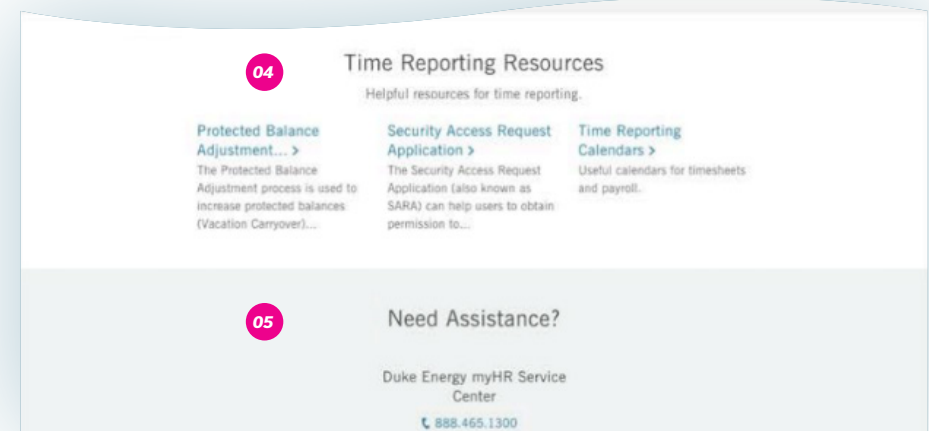 04
Time Reporting Resources
Helpful resources for time reporting.
Protected Balance
Adjustment... >
The Protected Balance
Adjustment process is used to
increase protected balances
(Vacation Carryover)...
Security Access Request
Application >
The Security Access Request
Application (also known as
SARA) can help users to obtain
permission to...
Time Reporting
Calendars >
Useful calendars for timesheets
and payroll.
05
Need Assistance?
Duke Energy myHR Service
Center
888.465.1300